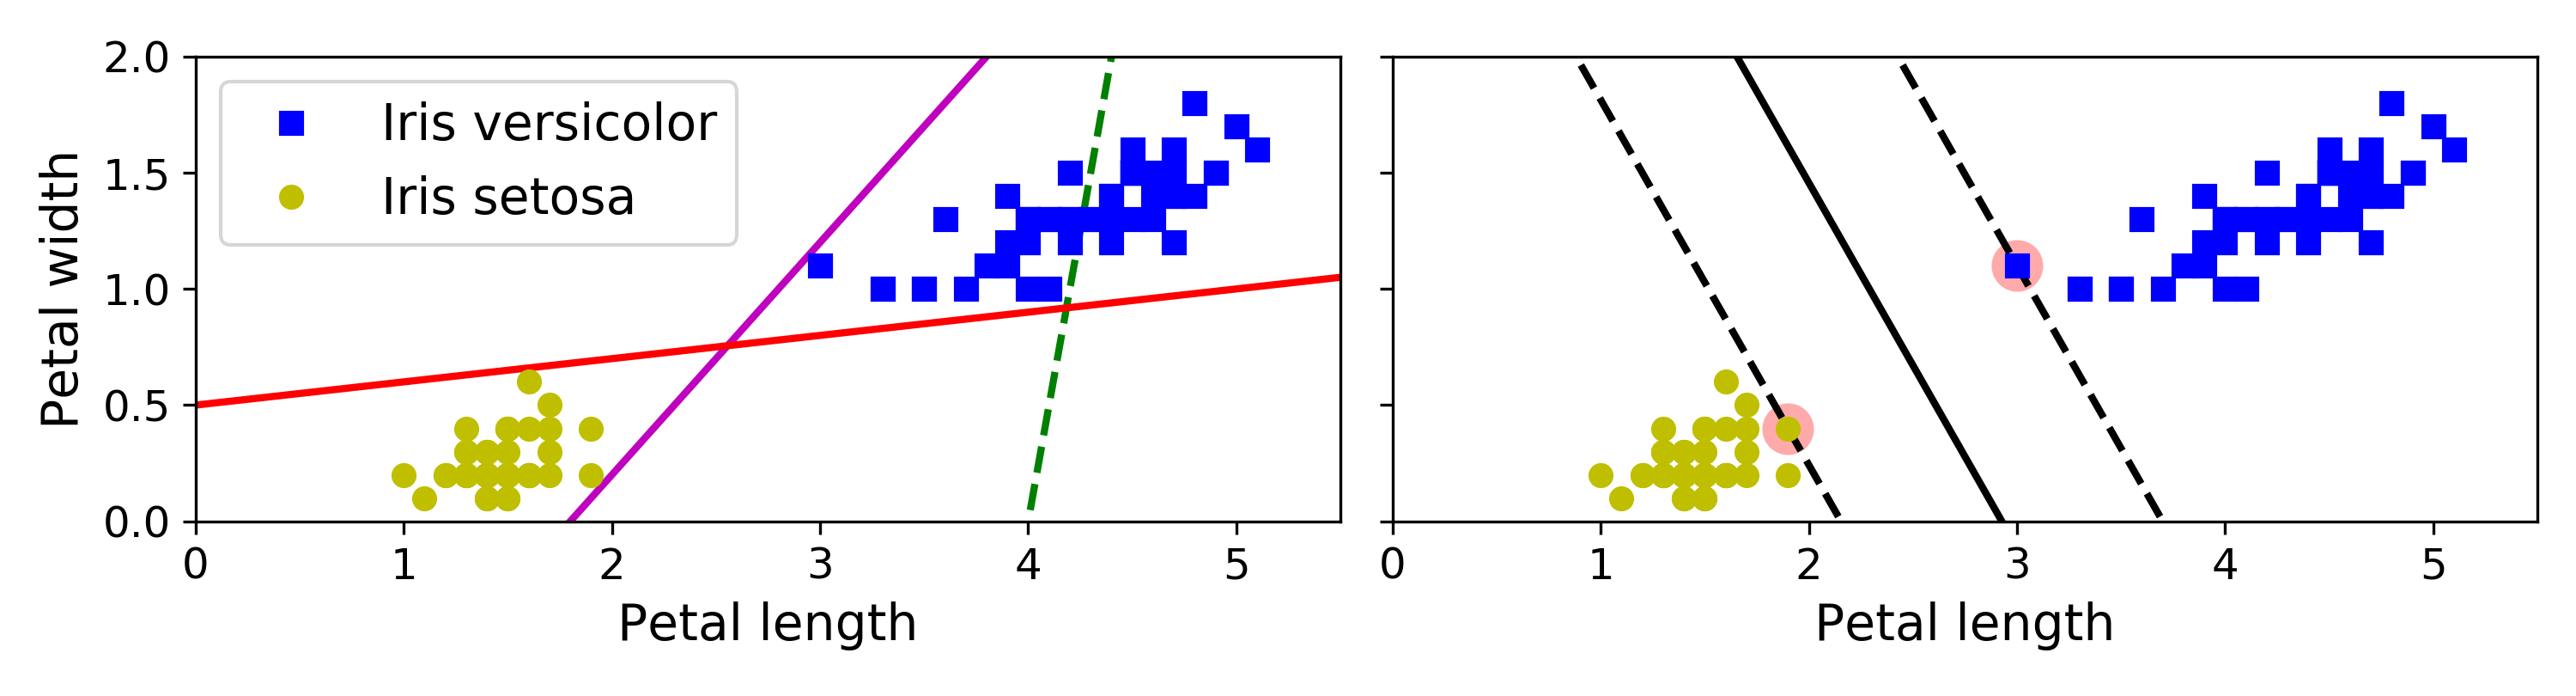 2.0
1.5
1.0
0.5
0.0
Petal width
Iris versicolor
Iris setosa
0 1 2 3 4 5
Petal length
0 1 2 3 4 5
Petal length